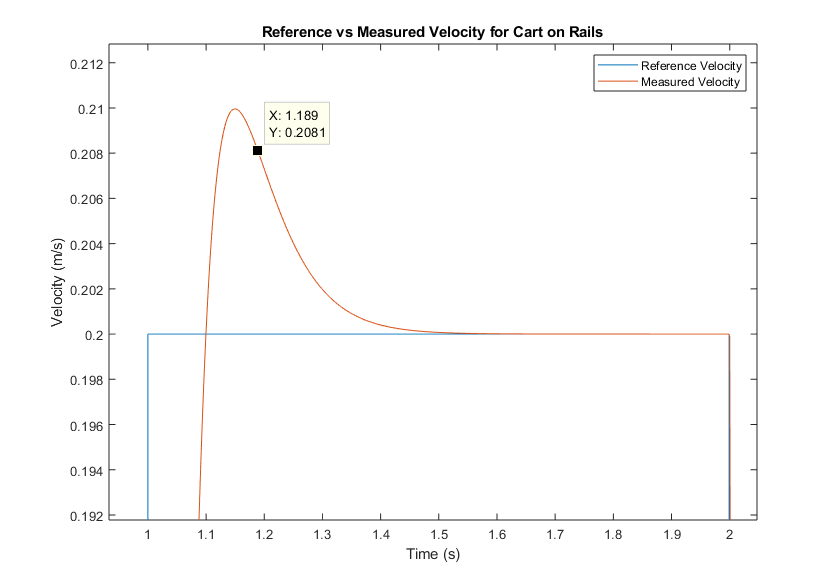 Reference vs Measured Velocity for Cart on Rails
Reference Velocity
Measured Velocity
X: 1.189
Y: 0.2081
Velocity (m/s)
0.212
0.21
0.208
0.206
0.204
0.202
0.2
0.198
0.196
0.194
0.192
1 1.1 1.2 1.3 1.4 1.5 1.6 1.7 1.8 1.9 2
Time (s)